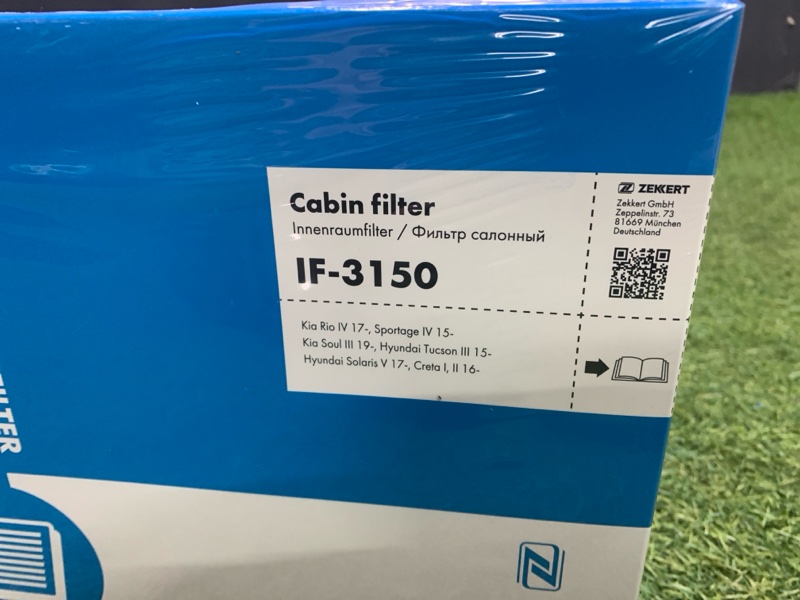 Cabin filter
Innenraumfilter / Фильтр салонный
IF-3150
Kia Rio IV 17-, Sportage IV 15-
Kia Soul III 19-, Hyundai Tucson III 15-
Hyundai Solaris V 17-, Creta I, II 16-
ZEKKERT
Zekkert GmbH
Zeppelinstr. 73
81669 München
Deutschland